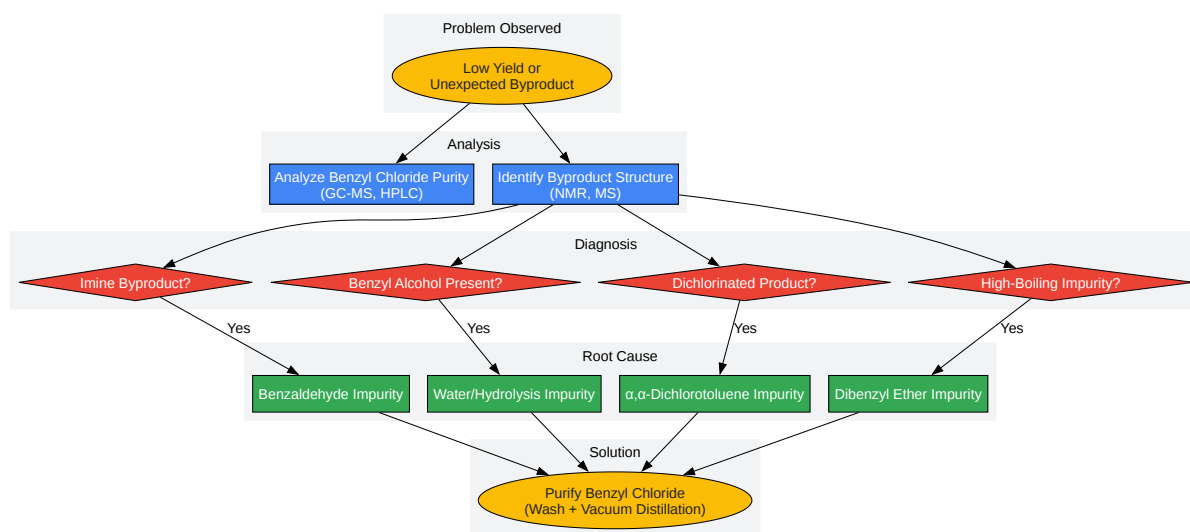 Problem Observed
Low Yield or
Unexpected Byproduct
Analysis
Analyze Benzyl Chloride Purity
(GC-MS, HPLC)
Identify Byproduct Structure
(NMR, MS)
Diagnosis
Imine Byproduct?
Benzyl Alcohol Present?
Dichlorinated Product?
High-Boiling Impurity?
Yes
Yes
Yes
Yes
Root Cause
Benzaldehyde Impurity
Water/Hydrolysis Impurity
α,α-Dichlorotoluene Impurity
Dibenzyl Ether Impurity
Solution
Purify Benzyl Chloride
(Wash + Vacuum Distillation)